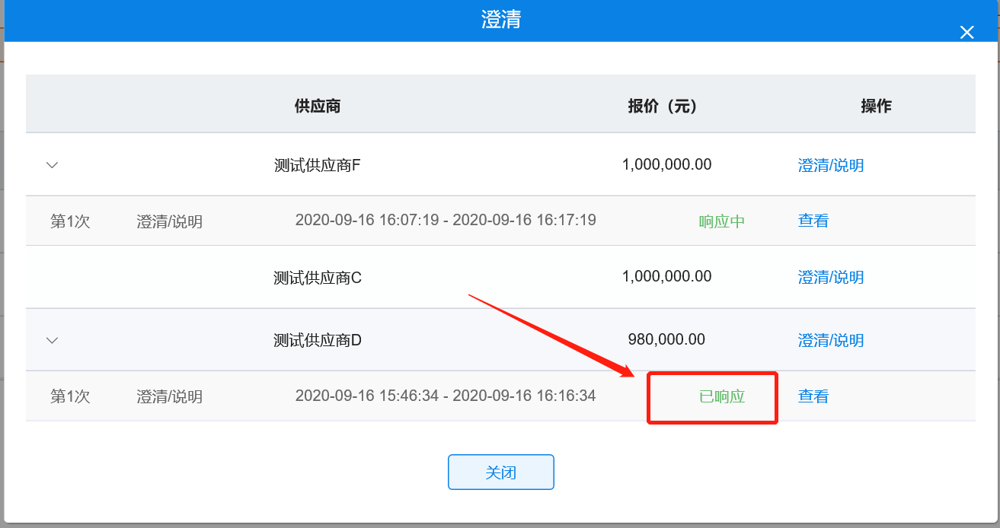 澄清
供应商 报价（元） 操作
测试供应商F 1,000,000.00 澄清/说明
第1次 澄清/说明 2020-09-16 16:07:19 - 2020-09-16 16:17:19 响应中 查看
测试供应商C 1,000,000.00 澄清/说明
测试供应商D 980,000.00 澄清/说明
第1次 澄清/说明 2020-09-16 15:46:34 - 2020-09-16 16:16:34 已响应 查看
关闭